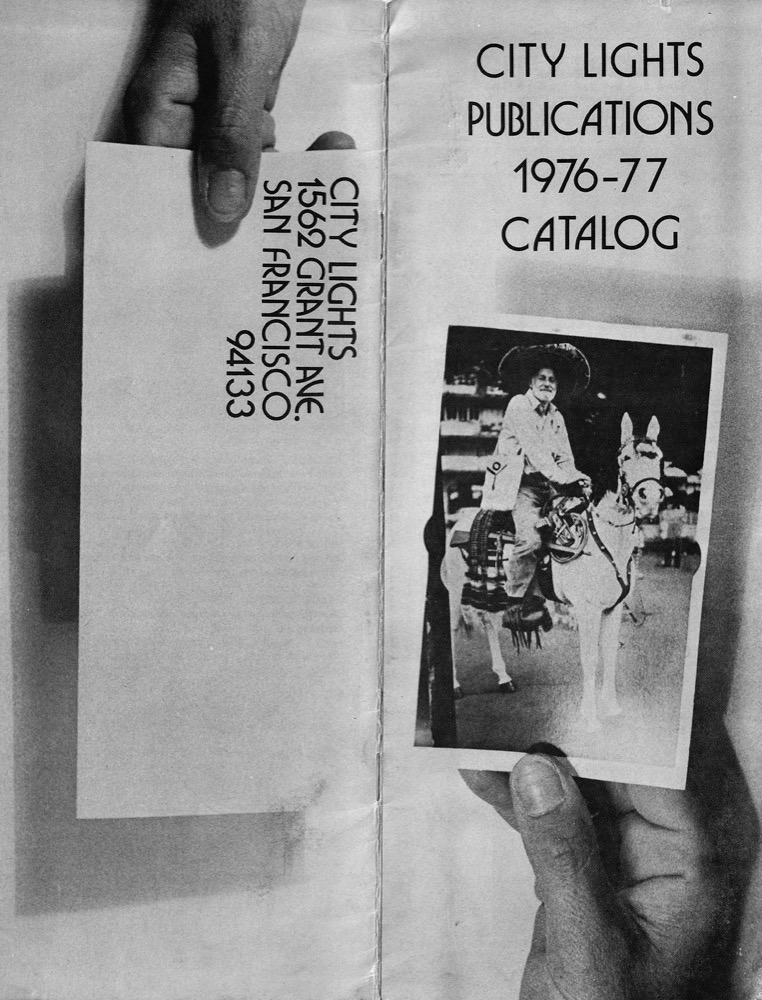 CITY LIGHTS
PUBLICATIONS
1976-77
CATALOG
CITY LIGHTS
1562 GRANT AVE.
SAN FRANCISCO
94133